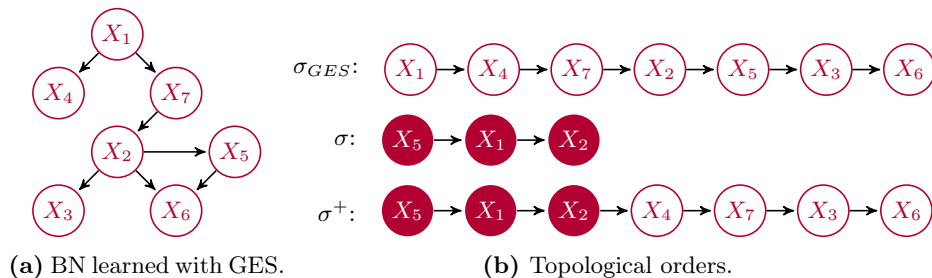 X₁
X₄ X₇
X₂ X₅
X₃ X₆
(a) BN learned with GES.
σ_GES: X₁ X₄ X₇ X₂ X₅ X₃ X₆
σ: X₅ X₁ X₂
σ⁺: X₅ X₁ X₂ X₄ X₇ X₃ X₆
(b) Topological orders.